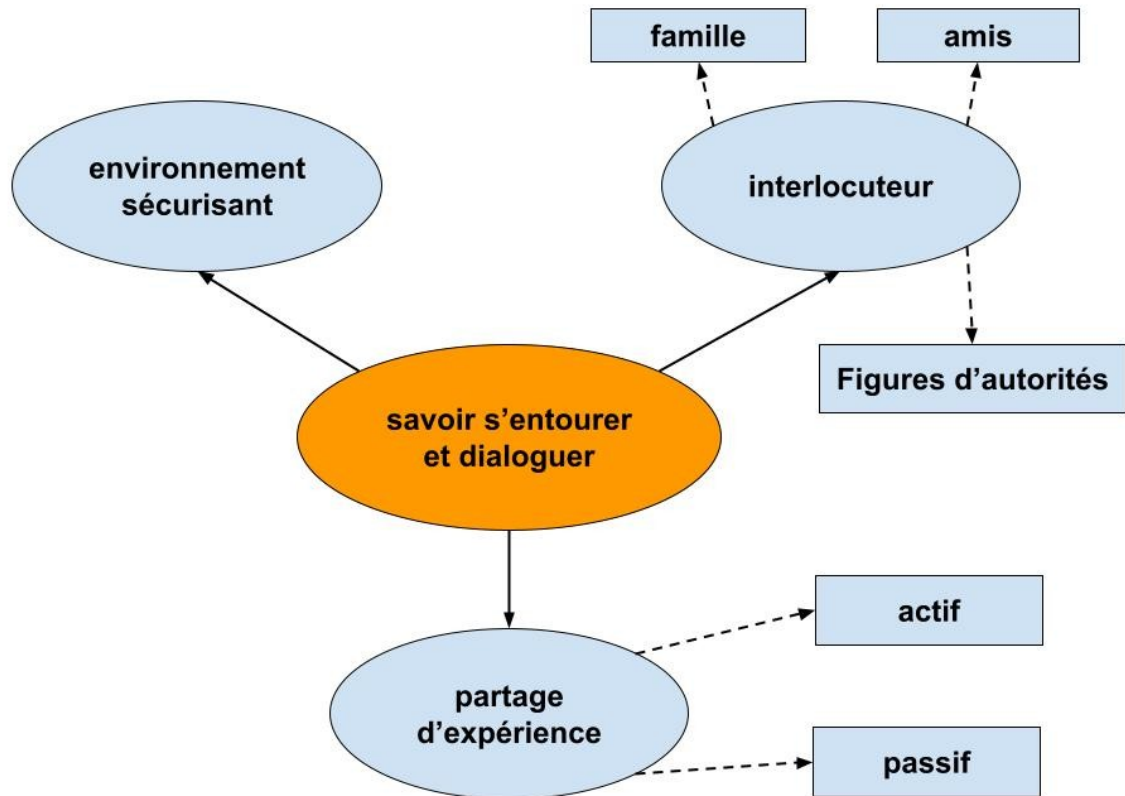 famille
amis
environnement
sécurisant
interlocuteur
Figures d’autorités
savoir s’entourer
et dialoguer
actif
partage
d’expérience
passif